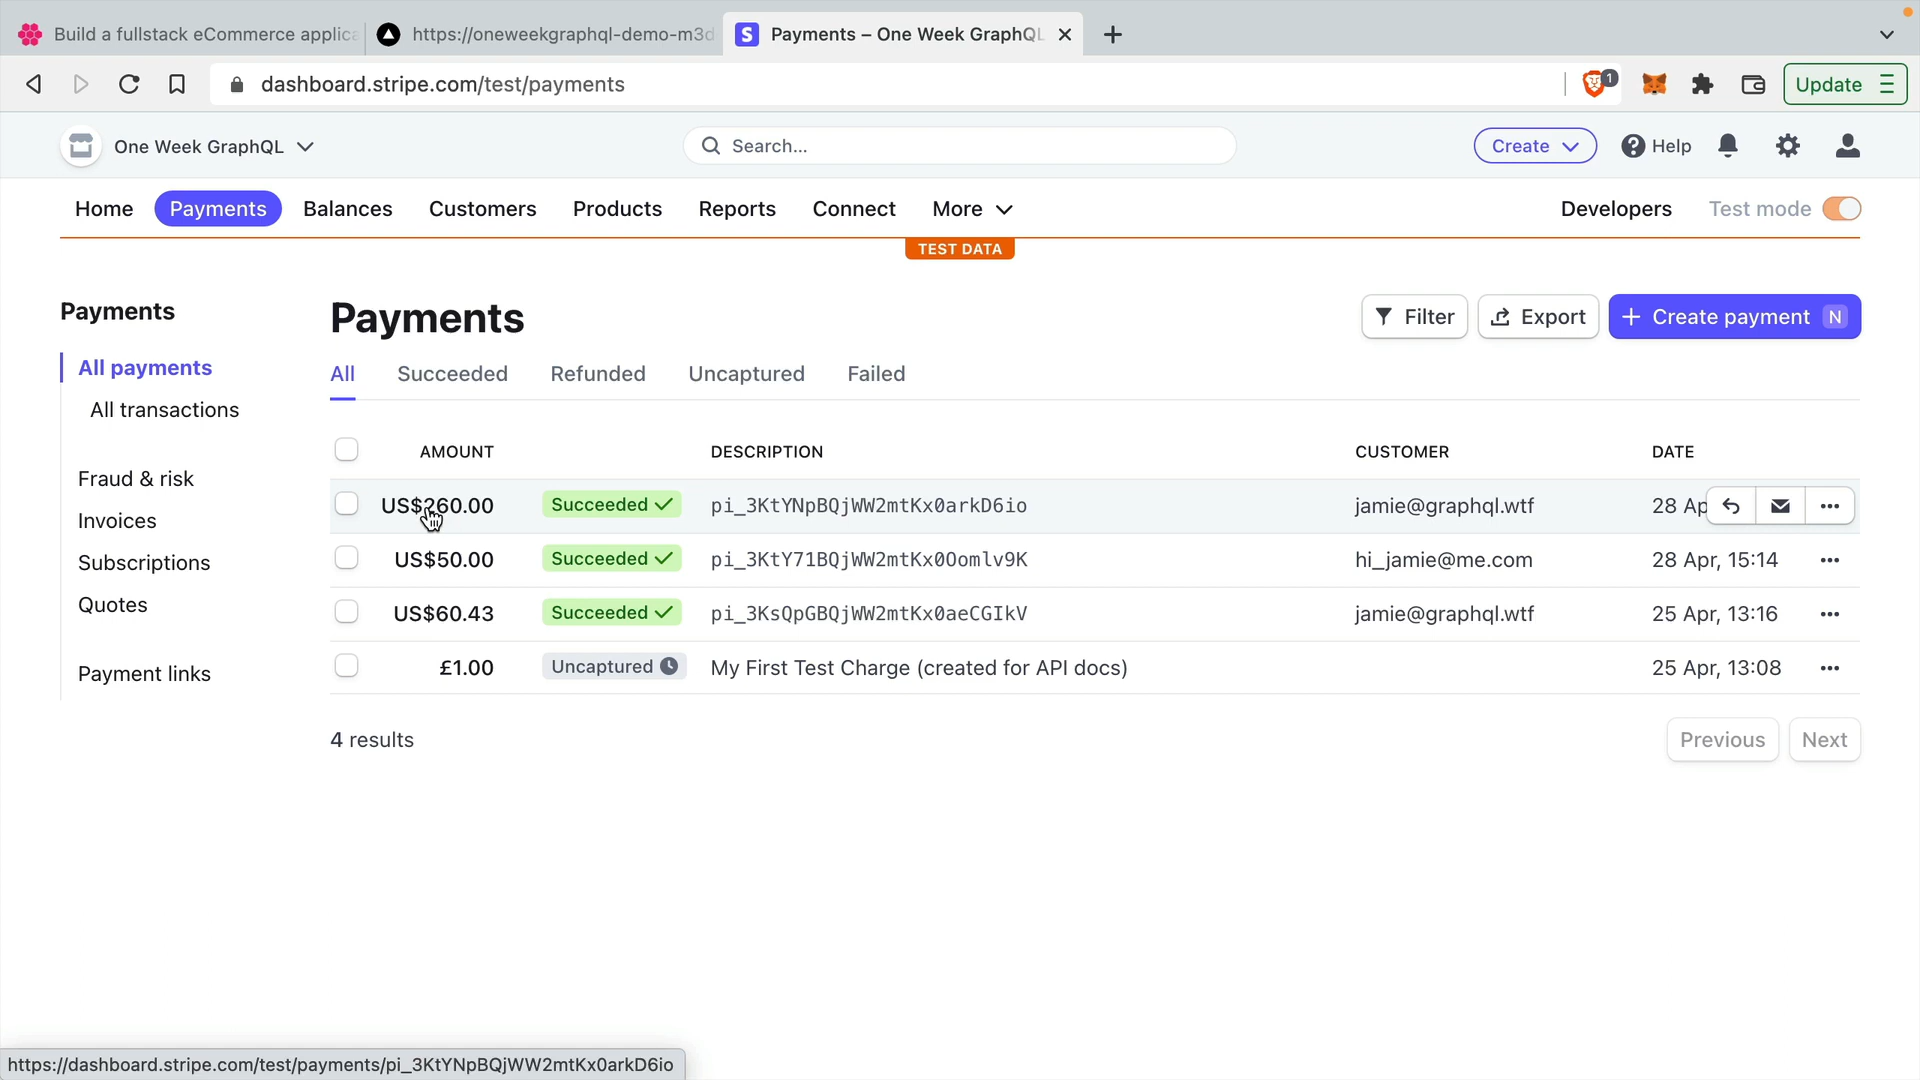 Build a fullstack eCommerce applica
https://oneweekgraphql-demo-m3d
S Payments – One Week GraphQL
dashboard.stripe.com/test/payments
1
Update
One Week GraphQL
Search...
Create
Help
Home
Payments
Balances
Customers
Products
Reports
Connect
More
Developers
Test mode
TEST DATA
Payments
All payments
All transactions
Fraud & risk
Invoices
Subscriptions
Quotes
Payment links
Payments
Filter
Export
Create payment N
All
Succeeded
Refunded
Uncaptured
Failed
AMOUNT DESCRIPTION CUSTOMER DATE
US$260.00 Succeeded pi_3KtYNpBQjWW2mtKx0arkD6io jamie@graphql.wtf 28 Ap
US$50.00 Succeeded pi_3KtY71BQjWW2mtKx0Oomlv9K hi_jamie@me.com 28 Apr, 15:14
US$60.43 Succeeded pi_3KsQpGBQjWW2mtKx0aeCGIkV jamie@graphql.wtf 25 Apr, 13:16
£1.00 Uncaptured My First Test Charge (created for API docs) 25 Apr, 13:08
4 results
Previous
Next
https://dashboard.stripe.com/test/payments/pi_3KtYNpBQjWW2mtKx0arkD6io